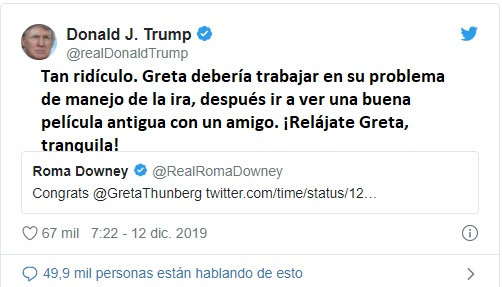 Donald J. Trump
@realDonaldTrump
Tan ridículo. Greta debería trabajar en su problema
de manejo de la ira, después ir a ver una buena
película antigua con un amigo. ¡Relájate Greta,
tranquila!
Roma Downey @RealRomaDowney
Congrats @GretaThunberg twitter.com/time/status/12…
67 mil 7:22 - 12 dic. 2019
49,9 mil personas están hablando de esto